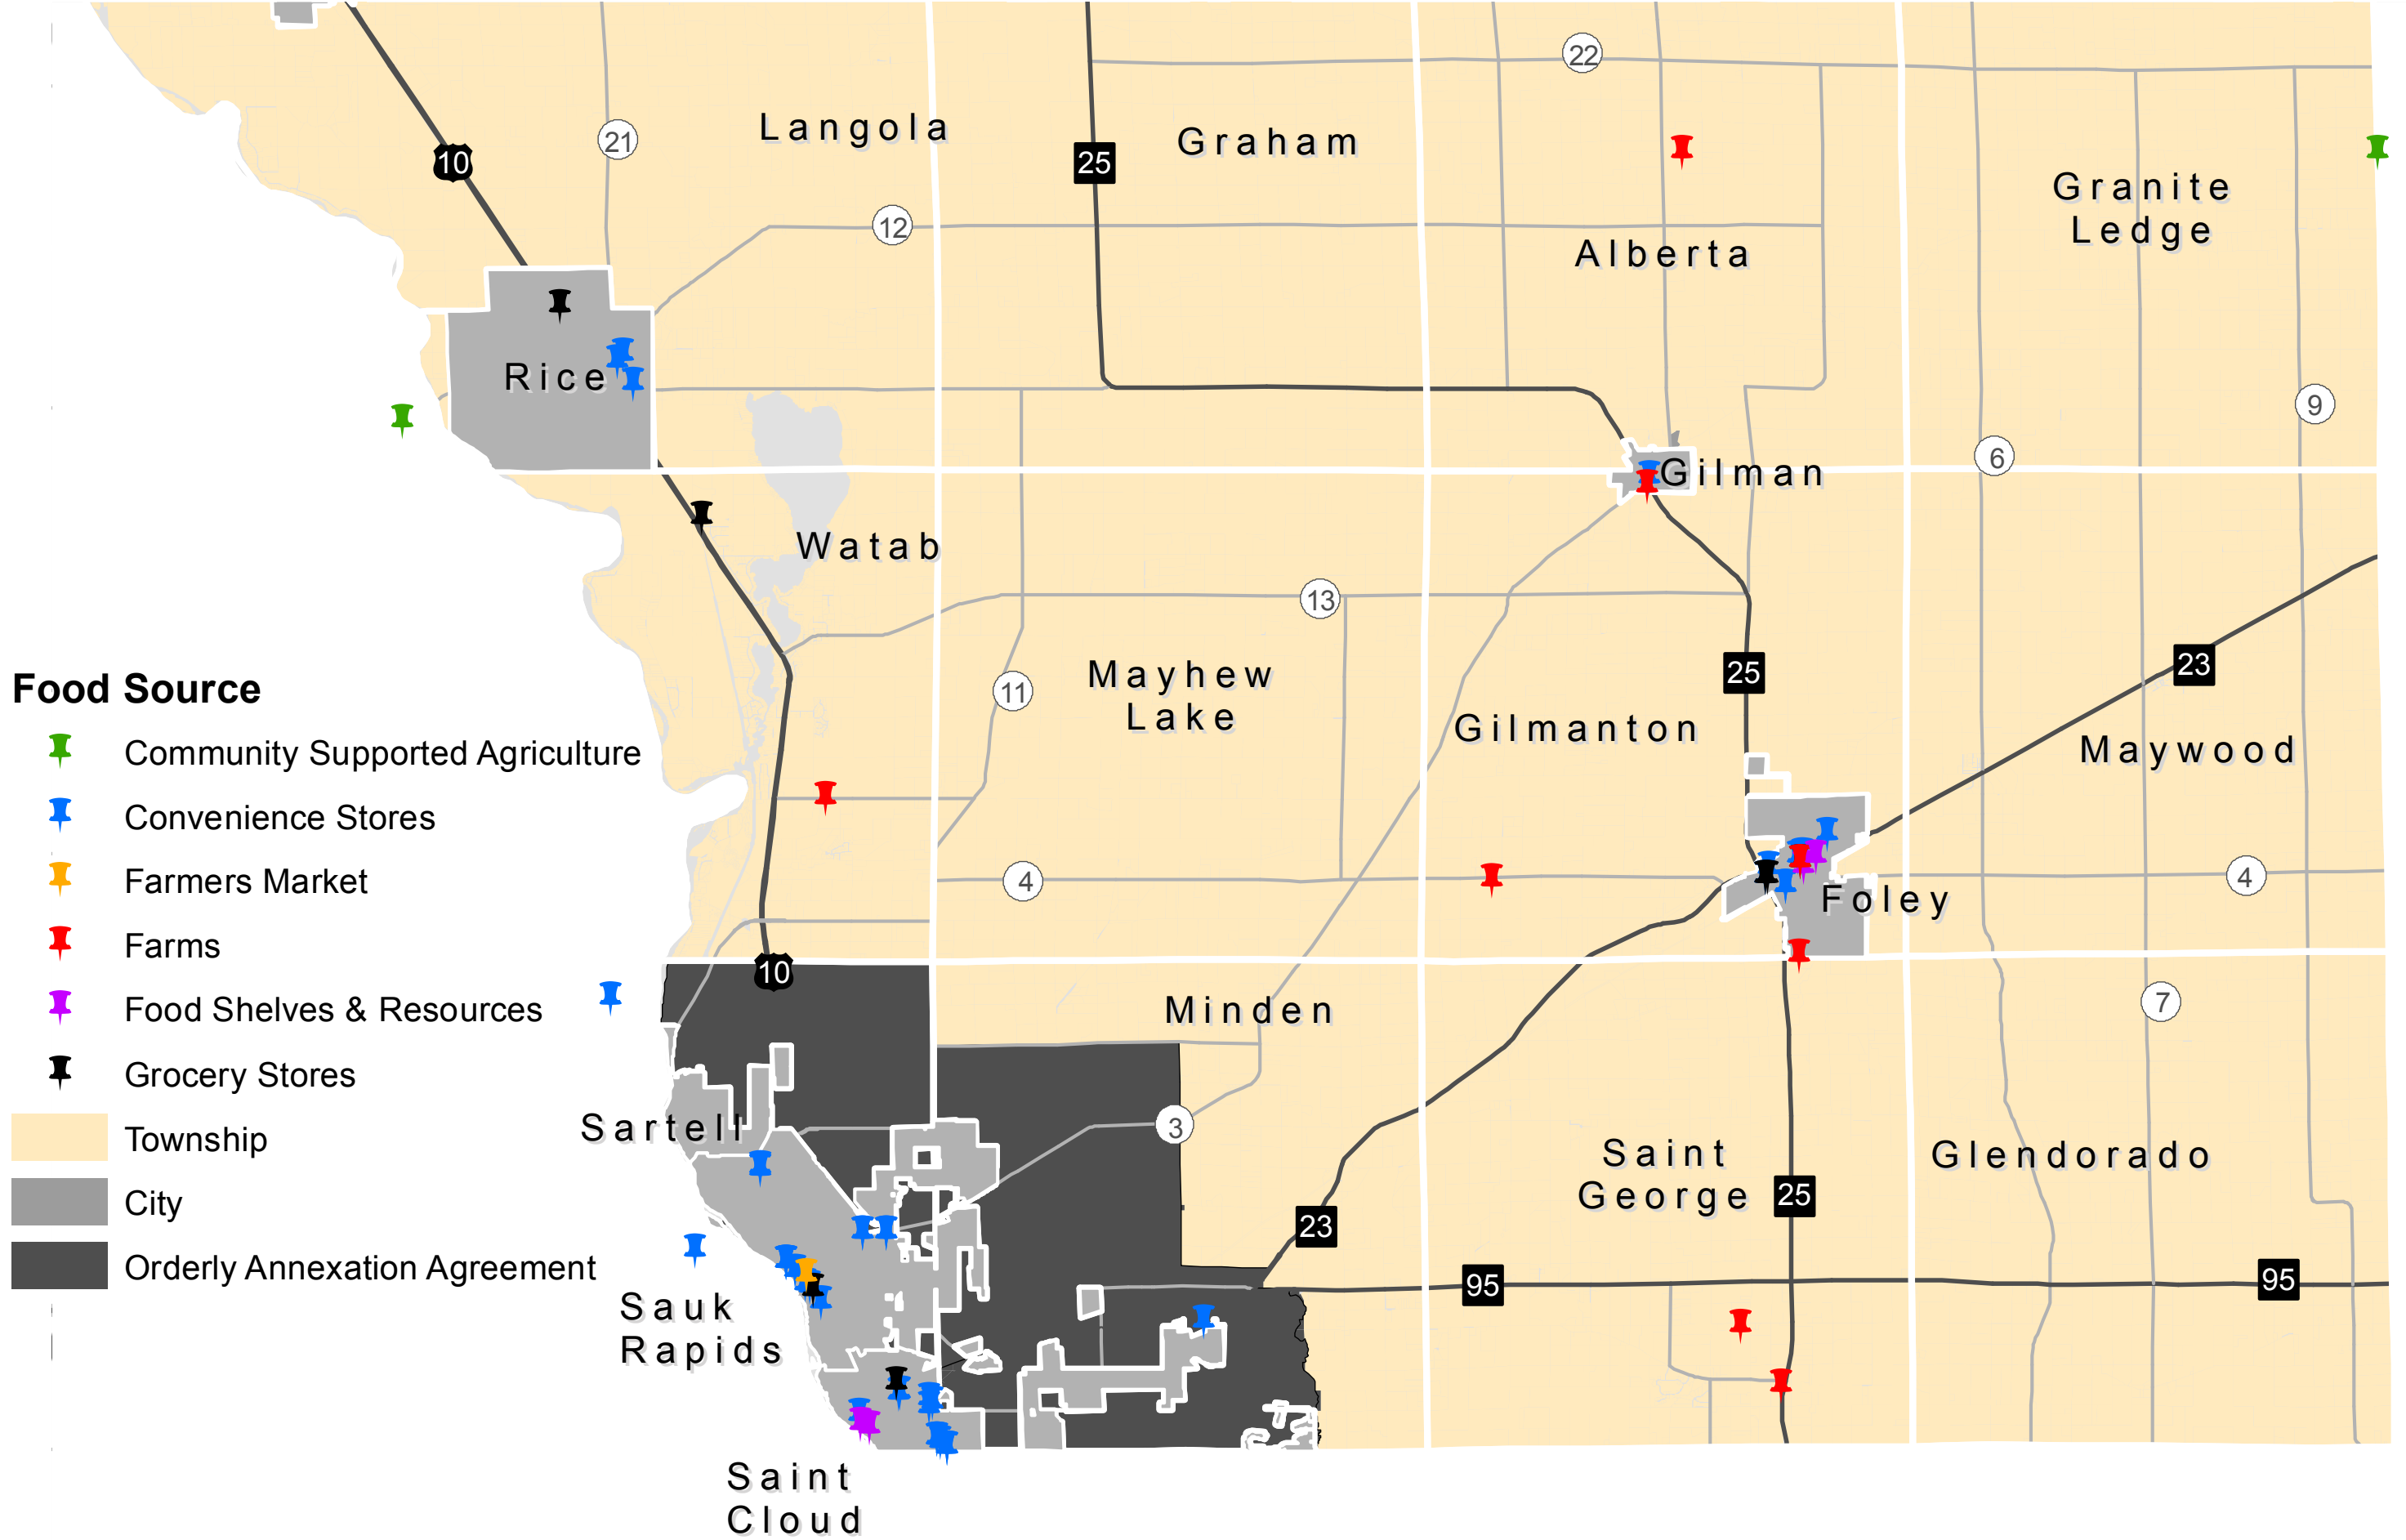 22
Langola
21
Graham
10
25
Granite
Ledge
12
Alberta
Rice
9
Gilman
6
Watab
13
Mayhew
Lake
11
25
23
Gilmanton
Maywood
4
4
Foley
10
Minden
7
Sartell
3
Saint
George
Glendorado
25
23
95
95
Sauk
Rapids
Saint
Cloud
Food Source
Community Supported Agriculture
Convenience Stores
Farmers Market
Farms
Food Shelves & Resources
Grocery Stores
Township
City
Orderly Annexation Agreement